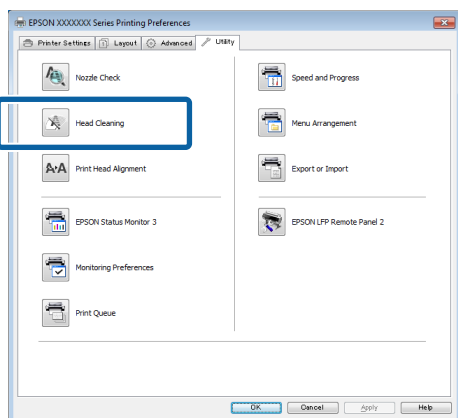 EPSON XXXXXXX Series Printing Preferences
Printer Settings Layout Advanced Utility
Nozzle Check
Speed and Progress
Head Cleaning
Menu Arrangement
Print Head Alignment
Export or Import
EPSON Status Monitor 3
EPSON LFP Remote Panel 2
Monitoring Preferences
Print Queue
OK Cancel Apply Help